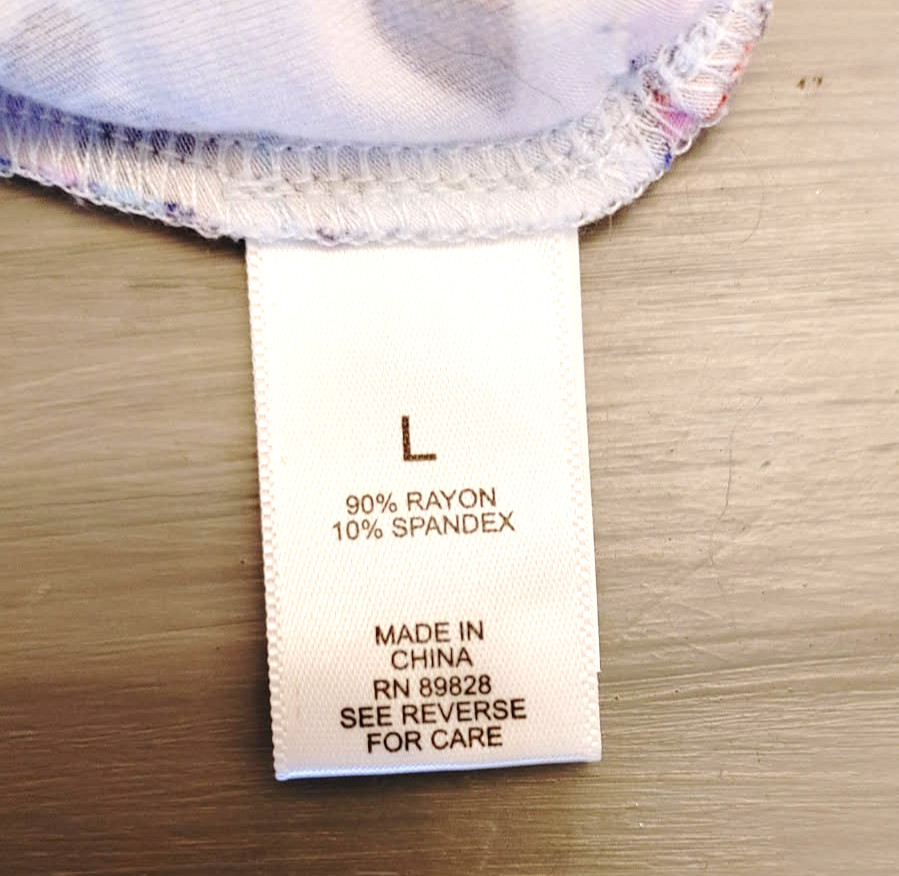 L
90% RAYON
10% SPANDEX
MADE IN
CHINA
RN 89828
SEE REVERSE
FOR CARE